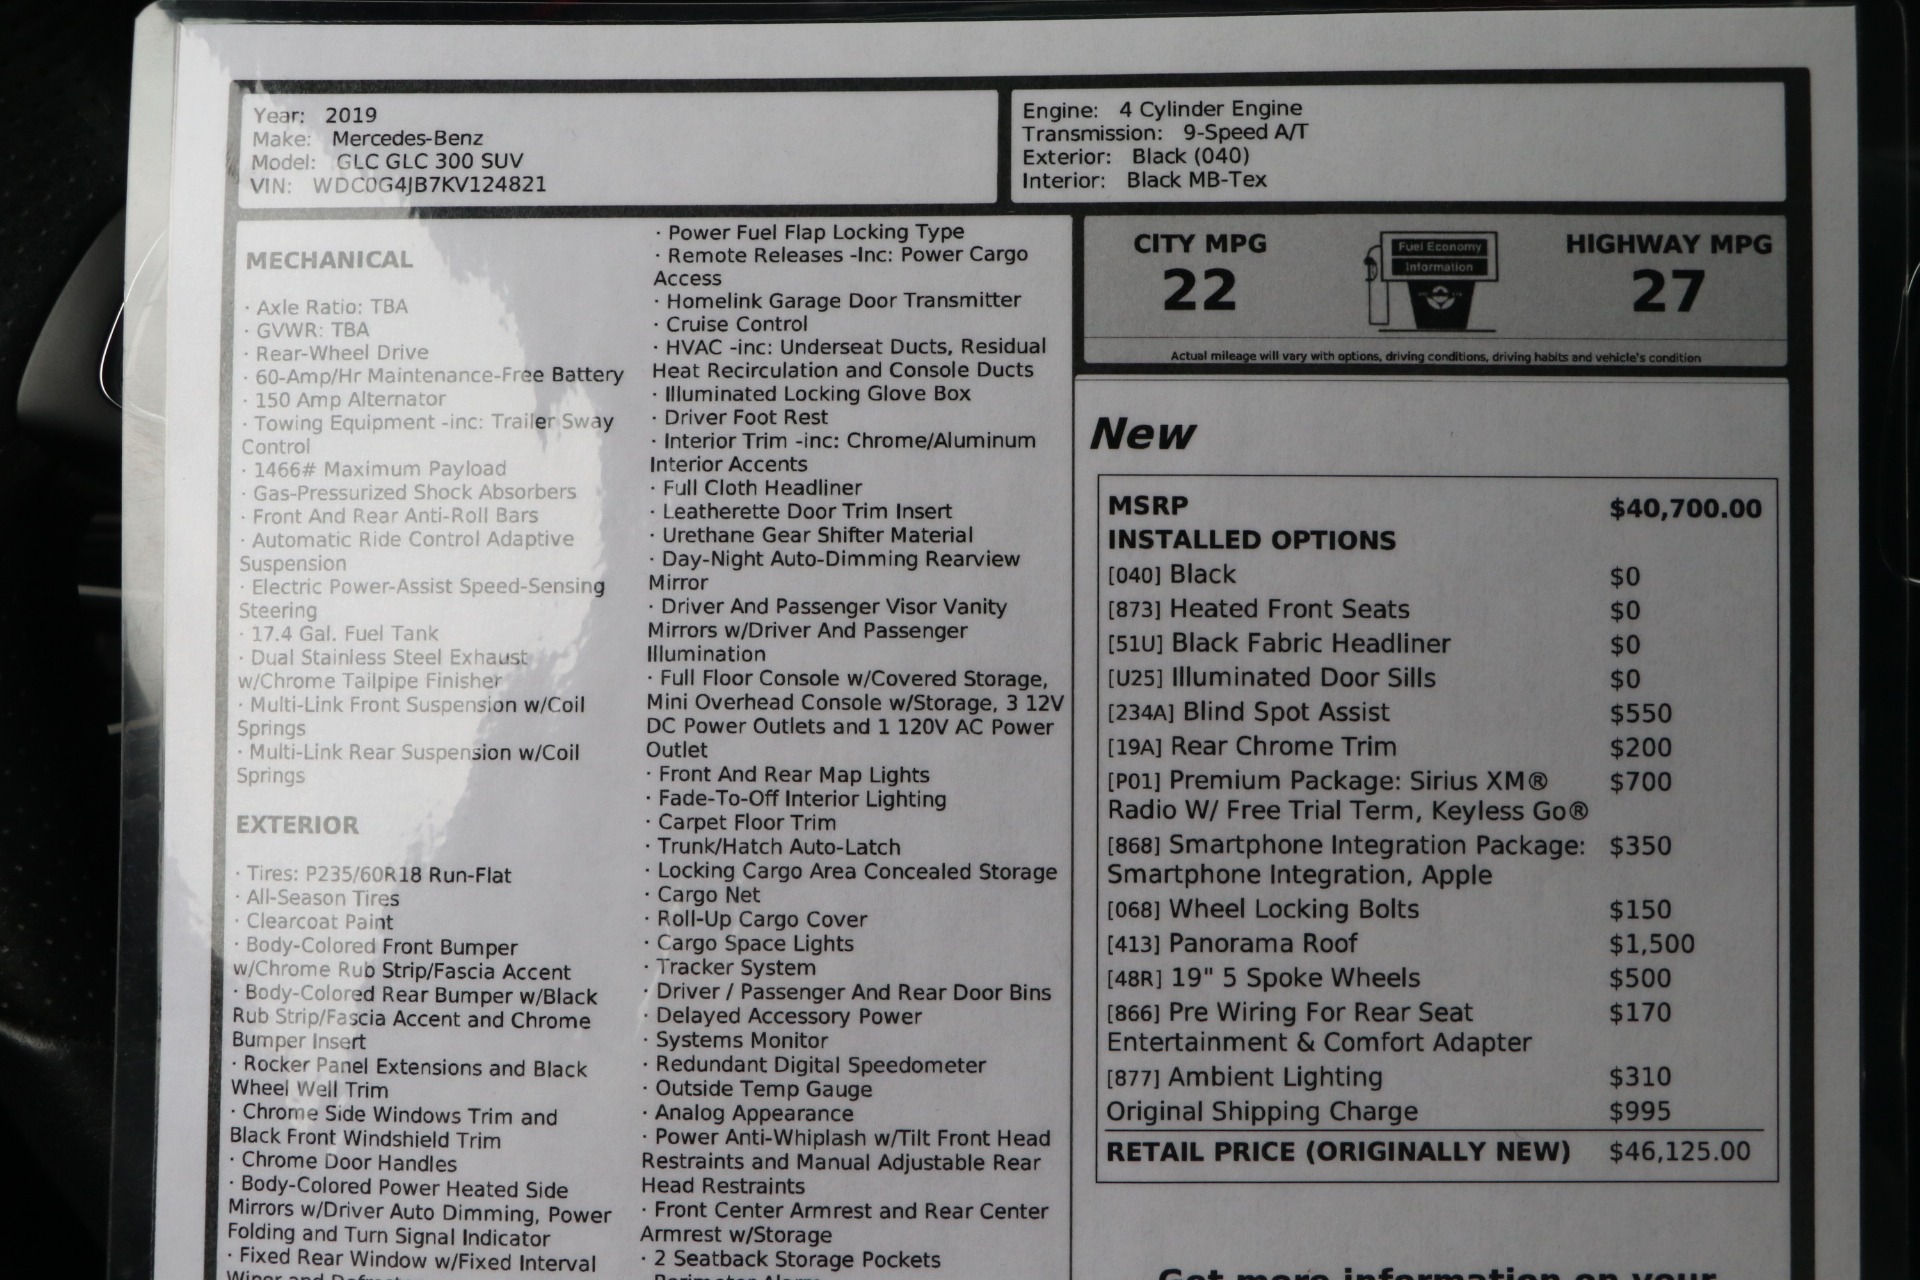 Year: 2019
Make: Mercedes-Benz
Model: GLC GLC 300 SUV
VIN: WDC0G4JB7KV124821
Engine: 4 Cylinder Engine
Transmission: 9-Speed A/T
Exterior: Black (040)
Interior: Black MB-Tex
MECHANICAL
· Axle Ratio: TBA
· GVWR: TBA
· Rear-Wheel Drive
· 60-Amp/Hr Maintenance-Free Battery
· 150 Amp Alternator
· Towing Equipment -inc: Trailer Sway
Control
· 1466# Maximum Payload
· Gas-Pressurized Shock Absorbers
· Front And Rear Anti-Roll Bars
· Automatic Ride Control Adaptive
Suspension
· Electric Power-Assist Speed-Sensing
Steering
· 17.4 Gal. Fuel Tank
· Dual Stainless Steel Exhaust
w/Chrome Tailpipe Finisher
· Multi-Link Front Suspension w/Coil
Springs
· Multi-Link Rear Suspension w/Coil
Springs
EXTERIOR
· Tires: P235/60R18 Run-Flat
· All-Season Tires
· Clearcoat Paint
· Body-Colored Front Bumper
w/Chrome Rub Strip/Fascia Accent
· Body-Colored Rear Bumper w/Black
Rub Strip/Fascia Accent and Chrome
Bumper Insert
· Rocker Panel Extensions and Black
Wheel Well Trim
· Chrome Side Windows Trim and
Black Front Windshield Trim
· Chrome Door Handles
· Body-Colored Power Heated Side
Mirrors w/Driver Auto Dimming, Power
Folding and Turn Signal Indicator
· Fixed Rear Window w/Fixed Interval
· Power Fuel Flap Locking Type
· Remote Releases -Inc: Power Cargo
Access
· Homelink Garage Door Transmitter
· Cruise Control
· HVAC -inc: Underseat Ducts, Residual
Heat Recirculation and Console Ducts
· Illuminated Locking Glove Box
· Driver Foot Rest
· Interior Trim -inc: Chrome/Aluminum
Interior Accents
· Full Cloth Headliner
· Leatherette Door Trim Insert
· Urethane Gear Shifter Material
· Day-Night Auto-Dimming Rearview
Mirror
· Driver And Passenger Visor Vanity
Mirrors w/Driver And Passenger
Illumination
· Full Floor Console w/Covered Storage,
Mini Overhead Console w/Storage, 3 12V
DC Power Outlets and 1 120V AC Power
Outlet
· Front And Rear Map Lights
· Fade-To-Off Interior Lighting
· Carpet Floor Trim
· Trunk/Hatch Auto-Latch
· Locking Cargo Area Concealed Storage
· Cargo Net
· Roll-Up Cargo Cover
· Cargo Space Lights
· Tracker System
· Driver / Passenger And Rear Door Bins
· Delayed Accessory Power
· Systems Monitor
· Redundant Digital Speedometer
· Outside Temp Gauge
· Analog Appearance
· Power Anti-Whiplash w/Tilt Front Head
Restraints and Manual Adjustable Rear
Head Restraints
· Front Center Armrest and Rear Center
Armrest w/Storage
· 2 Seatback Storage Pockets
CITY MPG
22
Fuel Economy
Information
HIGHWAY MPG
27
Actual mileage will vary with options, driving conditions, driving habits and vehicle's condition
New
MSRP $40,700.00
INSTALLED OPTIONS
[040] Black $0
[873] Heated Front Seats $0
[51U] Black Fabric Headliner $0
[U25] Illuminated Door Sills $0
[234A] Blind Spot Assist $550
[19A] Rear Chrome Trim $200
[P01] Premium Package: Sirius XM® $700
Radio W/ Free Trial Term, Keyless Go®
[868] Smartphone Integration Package: $350
Smartphone Integration, Apple
[068] Wheel Locking Bolts $150
[413] Panorama Roof $1,500
[48R] 19" 5 Spoke Wheels $500
[866] Pre Wiring For Rear Seat $170
Entertainment & Comfort Adapter
[877] Ambient Lighting $310
Original Shipping Charge $995
RETAIL PRICE (ORIGINALLY NEW) $46,125.00
Get more information on your